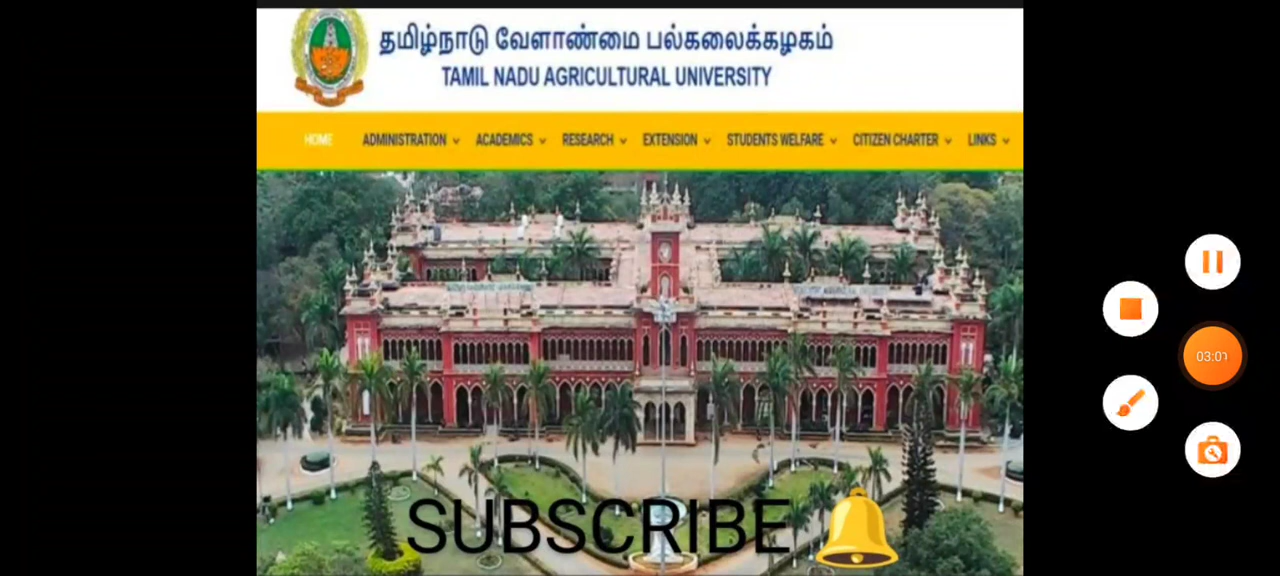 தமிழ்நாடு வேளாண்மை பல்கலைக்கழகம்
TAMIL NADU AGRICULTURAL UNIVERSITY
HOME ADMINISTRATION ACADEMICS RESEARCH EXTENSION STUDENTS WELFARE CITIZEN CHARTER LINKS
03:01
SUBSCRIBE